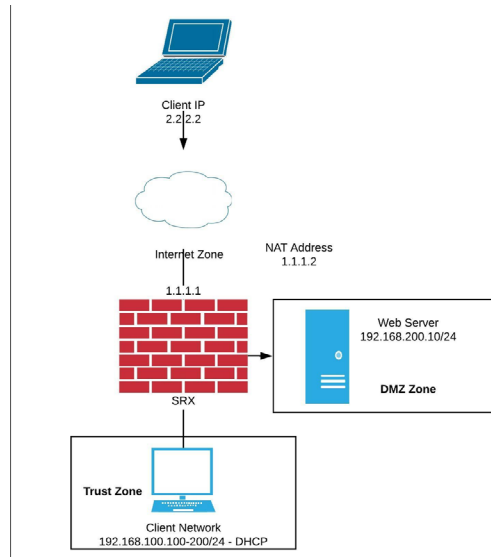 Client IP
2.2.2.2
Internet Zone
NAT Address
1.1.1.2
1.1.1.1
SRX
Web Server
192.168.200.10/24
DMZ Zone
Trust Zone
Client Network
192.168.100.100-200/24 - DHCP